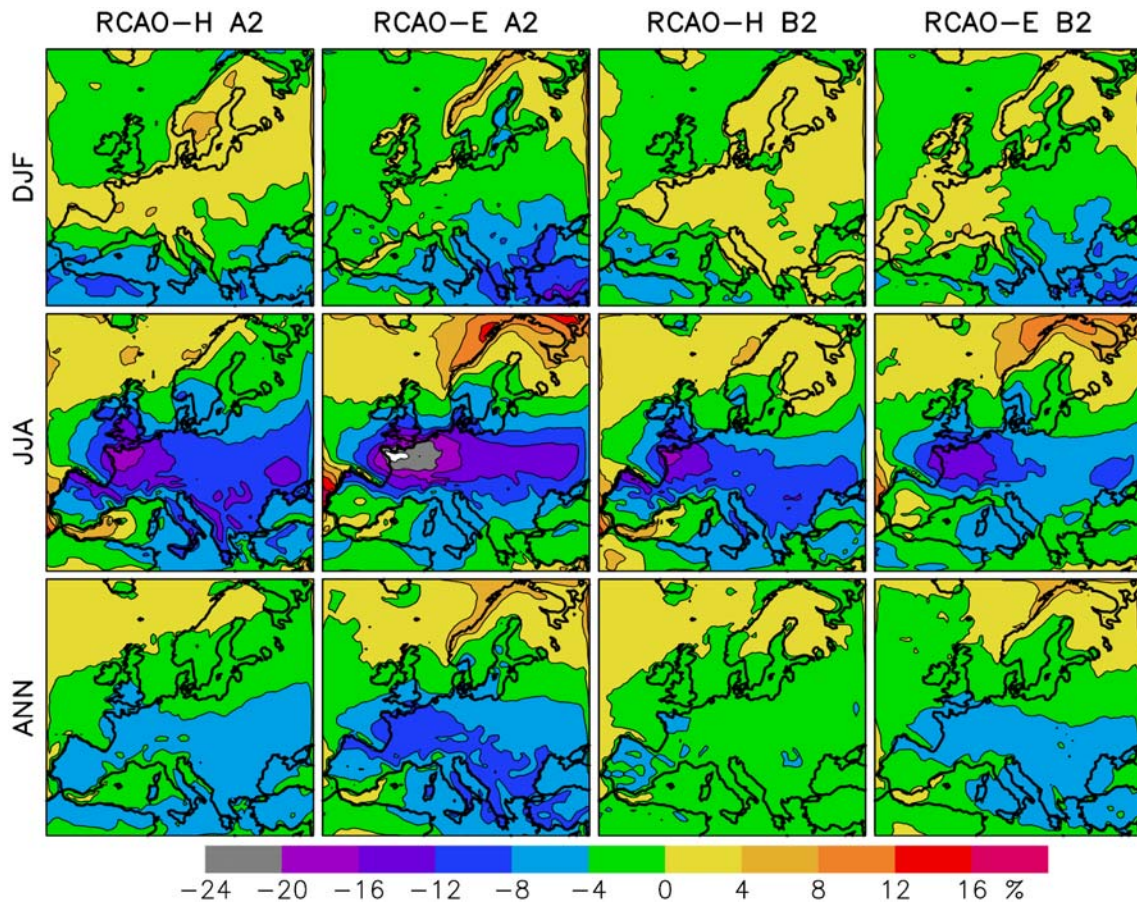 RCAO-H A2 RCAO-E A2 RCAO-H B2 RCAO-E B2
DJF
JJA
ANN
-24 -20 -16 -12 -8 -4 0 4 8 12 16 %